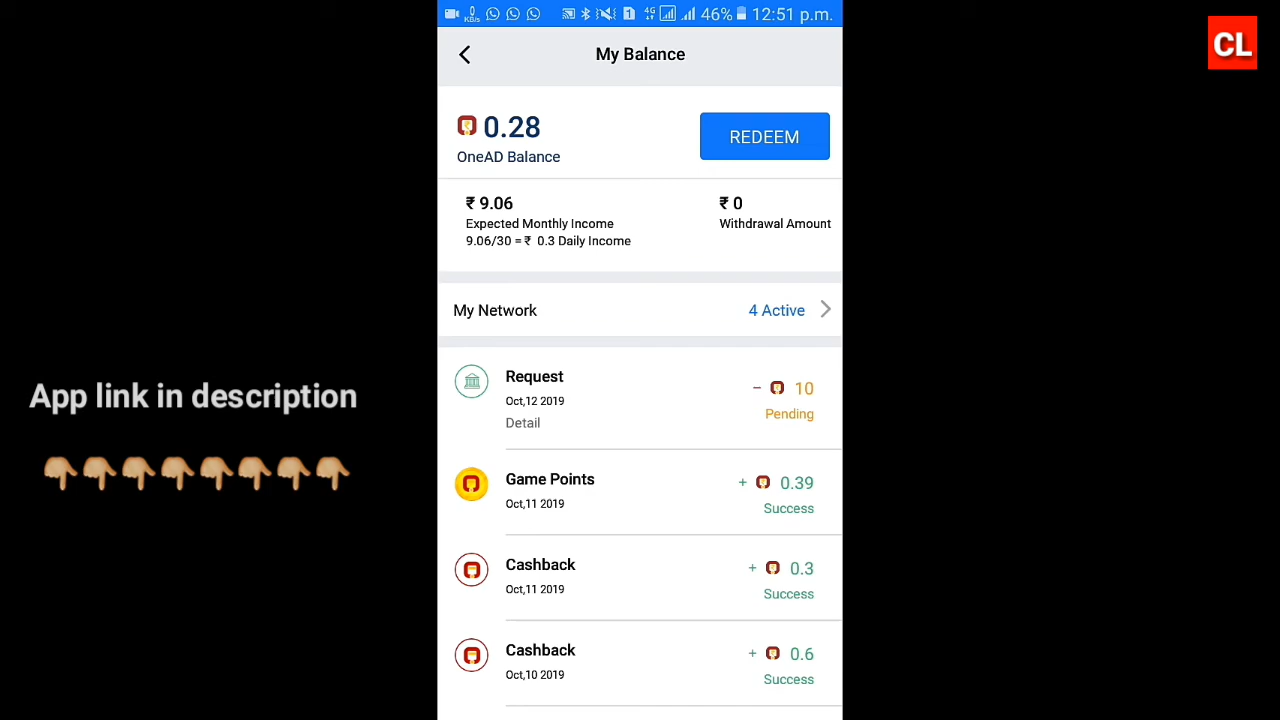 KB/s 1 4G 46% 12:51 p.m.
CL
My Balance
0.28
OneAD Balance
REDEEM
₹ 9.06
Expected Monthly Income
9.06/30 = ₹ 0.3 Daily Income
₹ 0
Withdrawal Amount
My Network 4 Active
App link in description
Request
Oct,12 2019
Detail
− 10
Pending
Game Points
Oct,11 2019
+ 0.39
Success
Cashback
Oct,11 2019
+ 0.3
Success
Cashback
Oct,10 2019
+ 0.6
Success